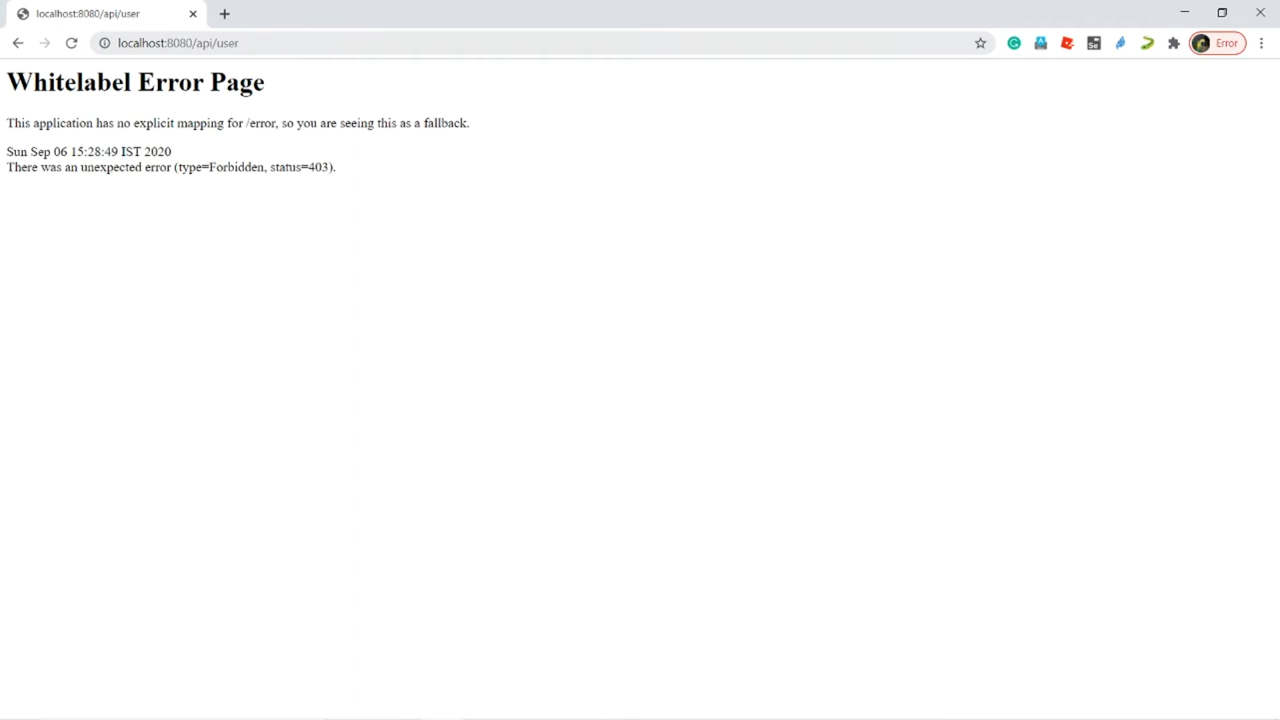 localhost:8080/api/user
localhost:8080/api/user
Error
Whitelabel Error Page
This application has no explicit mapping for /error, so you are seeing this as a fallback.
Sun Sep 06 15:28:49 IST 2020
There was an unexpected error (type=Forbidden, status=403).